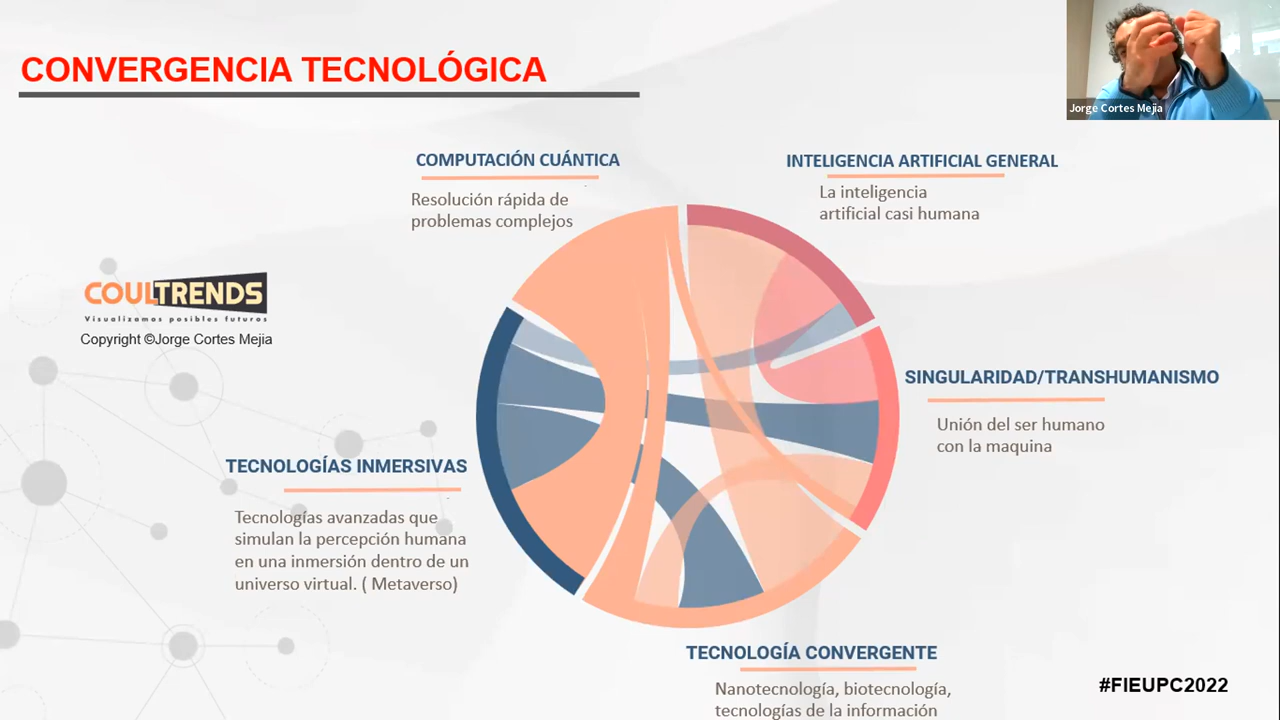 CONVERGENCIA TECNOLÓGICA
Jorge Cortes Mejia
COMPUTACIÓN CUÁNTICA
Resolución rápida de
problemas complejos
INTELIGENCIA ARTIFICIAL GENERAL
La inteligencia
artificial casi humana
COULTRENDS
Visualizamos posibles futuros
Copyright ©Jorge Cortes Mejia
SINGULARIDAD/TRANSHUMANISMO
Unión del ser humano
con la maquina
TECNOLOGÍAS INMERSIVAS
Tecnologías avanzadas que
simulan la percepción humana
en una inmersión dentro de un
universo virtual. ( Metaverso)
TECNOLOGÍA CONVERGENTE
Nanotecnología, biotecnología,
tecnologías de la información
#FIEUPC2022